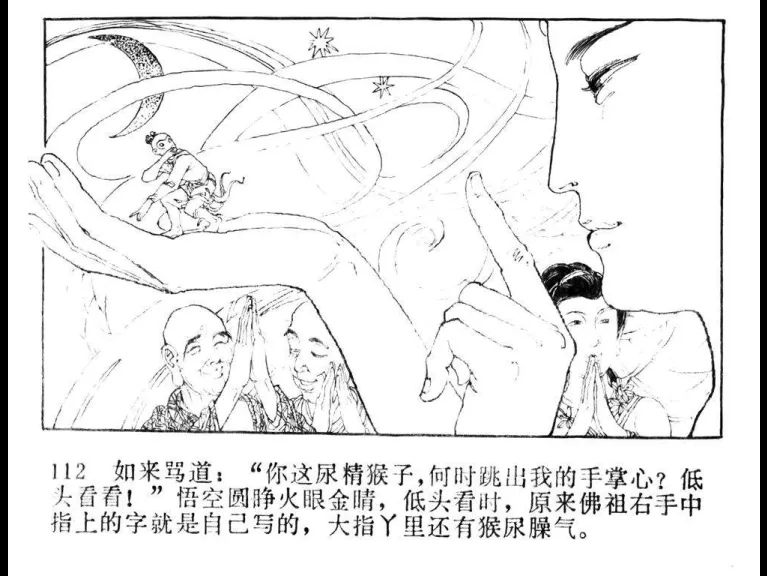 112 如来骂道：“你这尿精猴子，何时跳出我的手掌心？低
头看看！”悟空圆睁火眼金睛，低头看时，原来佛祖右手中
指上的字就是自己写的，大指丫里还有猴尿臊气。